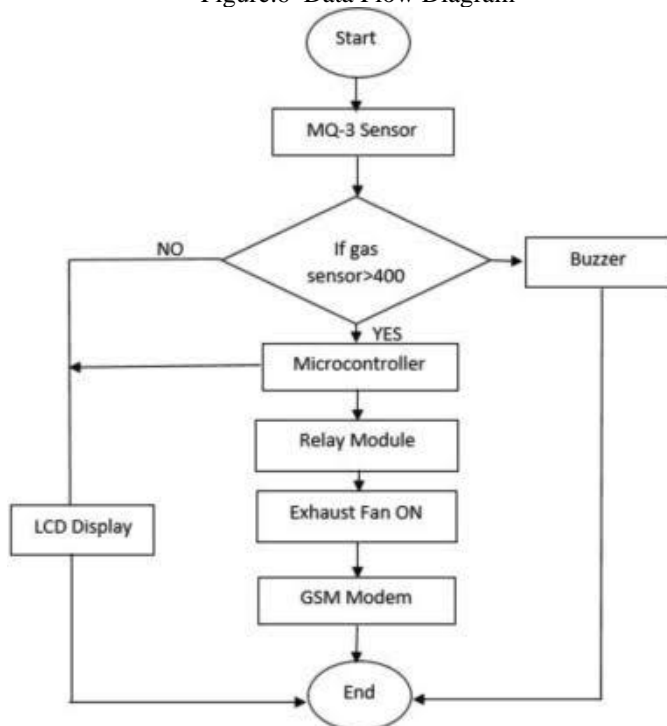 Figure.8 Data Flow Diagram
Start
MQ-3 Sensor
NO
If gas
sensor>400
Buzzer
YES
Microcontroller
Relay Module
LCD Display
Exhaust Fan ON
GSM Modem
End